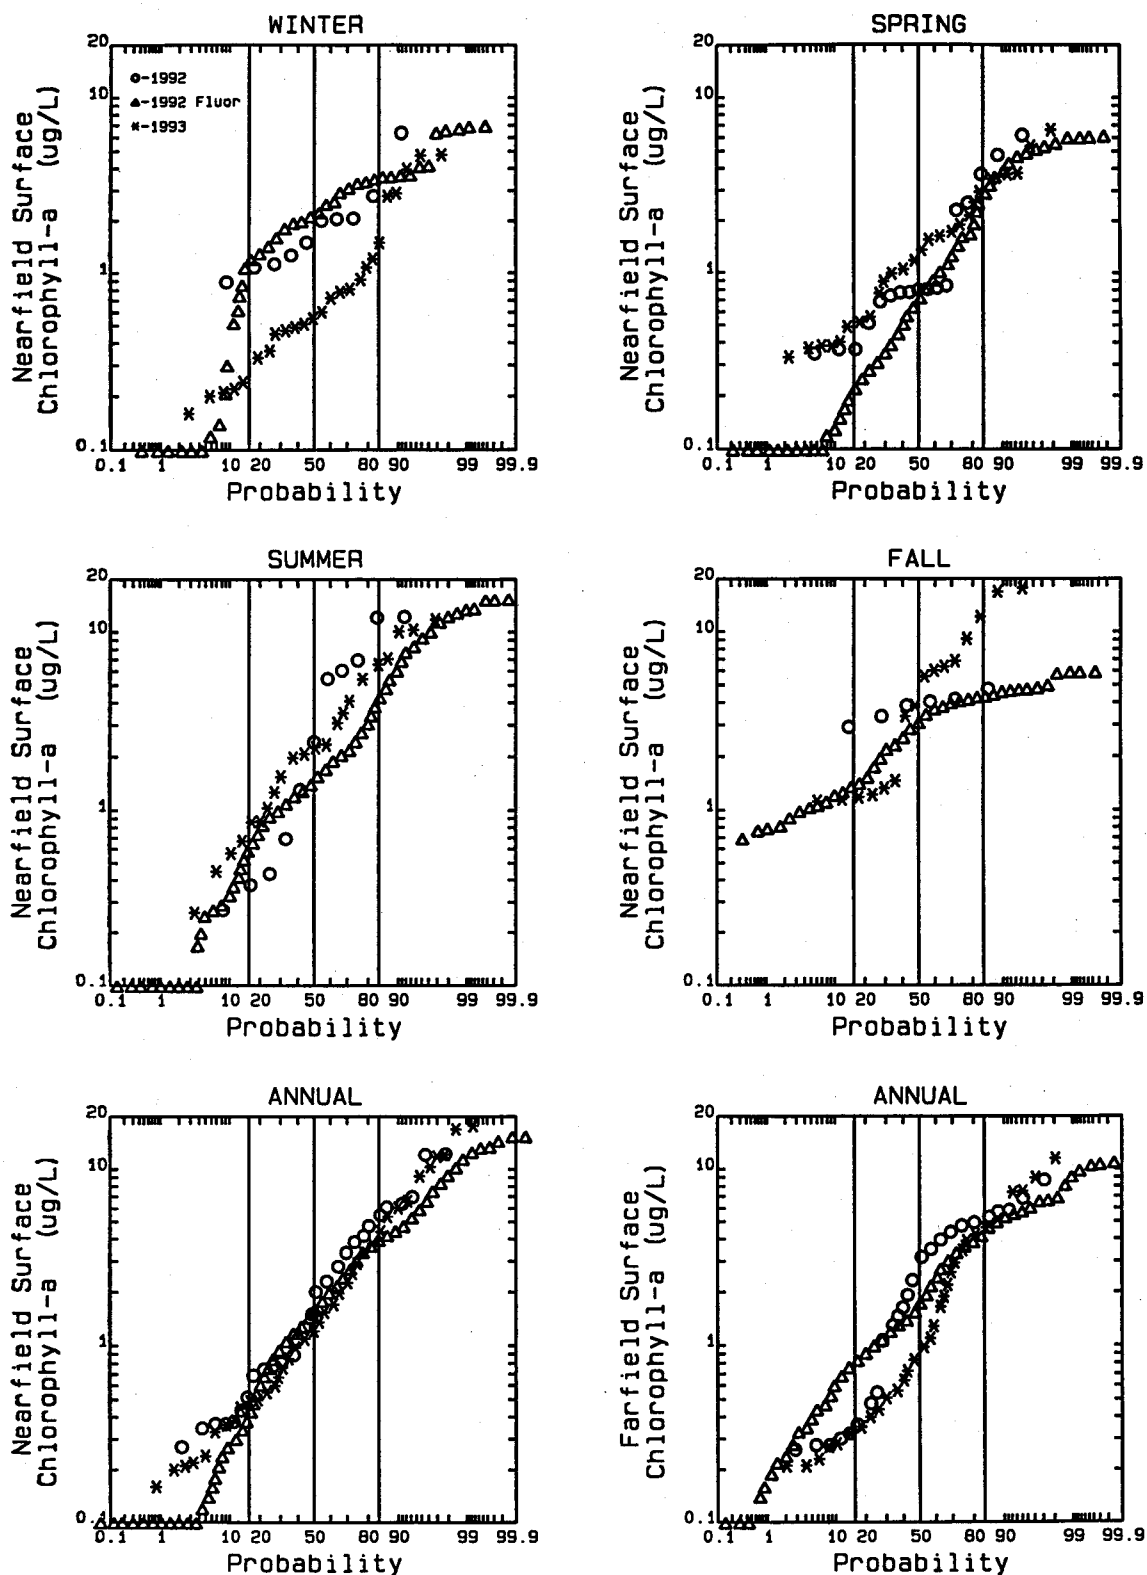 WINTER
20
10
1
0.1
Nearfield Surface
Chlorophyll-a (ug/L)
o-1992
△-1992 Fluor
*-1993
0.1 1 10 20 50 80 90 99 99.9
Probability
SPRING
20
10
1
0.1
Nearfield Surface
Chlorophyll-a (ug/L)
0.1 1 10 20 50 80 90 99 99.9
Probability
SUMMER
20
10
1
0.1
Nearfield Surface
Chlorophyll-a (ug/L)
0.1 1 10 20 50 80 90 99 99.9
Probability
FALL
20
10
1
0.1
Nearfield Surface
Chlorophyll-a (ug/L)
0.1 1 10 20 50 80 90 99 99.9
Probability
ANNUAL
20
10
1
0.1
Nearfield Surface
Chlorophyll-a (ug/L)
0.1 1 10 20 50 80 90 99 99.9
Probability
ANNUAL
20
10
1
0.1
Farfield Surface
Chlorophyll-a (ug/L)
0.1 1 10 20 50 80 90 99 99.9
Probability